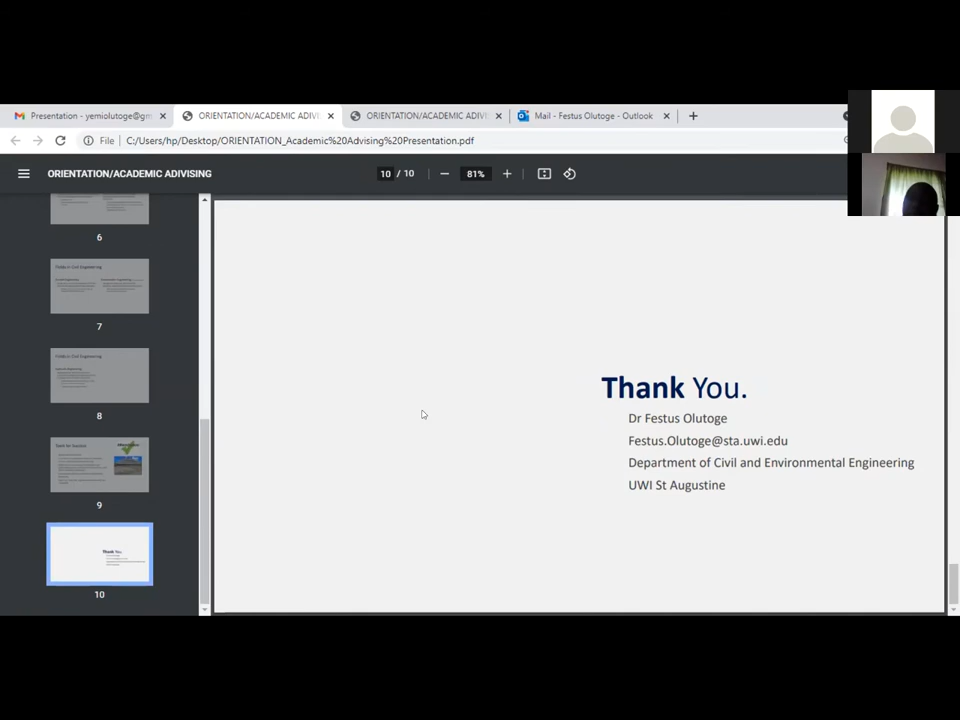 Presentation - yemiolutoge@gm
ORIENTATION/ACADEMIC ADVISI
ORIENTATION/ACADEMIC ADVISI
Mail - Festus Olutoge - Outlook
File
C:/Users/hp/Desktop/ORIENTATION_Academic%20Advising%20Presentation.pdf
ORIENTATION/ACADEMIC ADIVISING
10 / 10
81%
6
7
8
9
10
Thank You.
Dr Festus Olutoge
Festus.Olutoge@sta.uwi.edu
Department of Civil and Environmental Engineering
UWI St Augustine